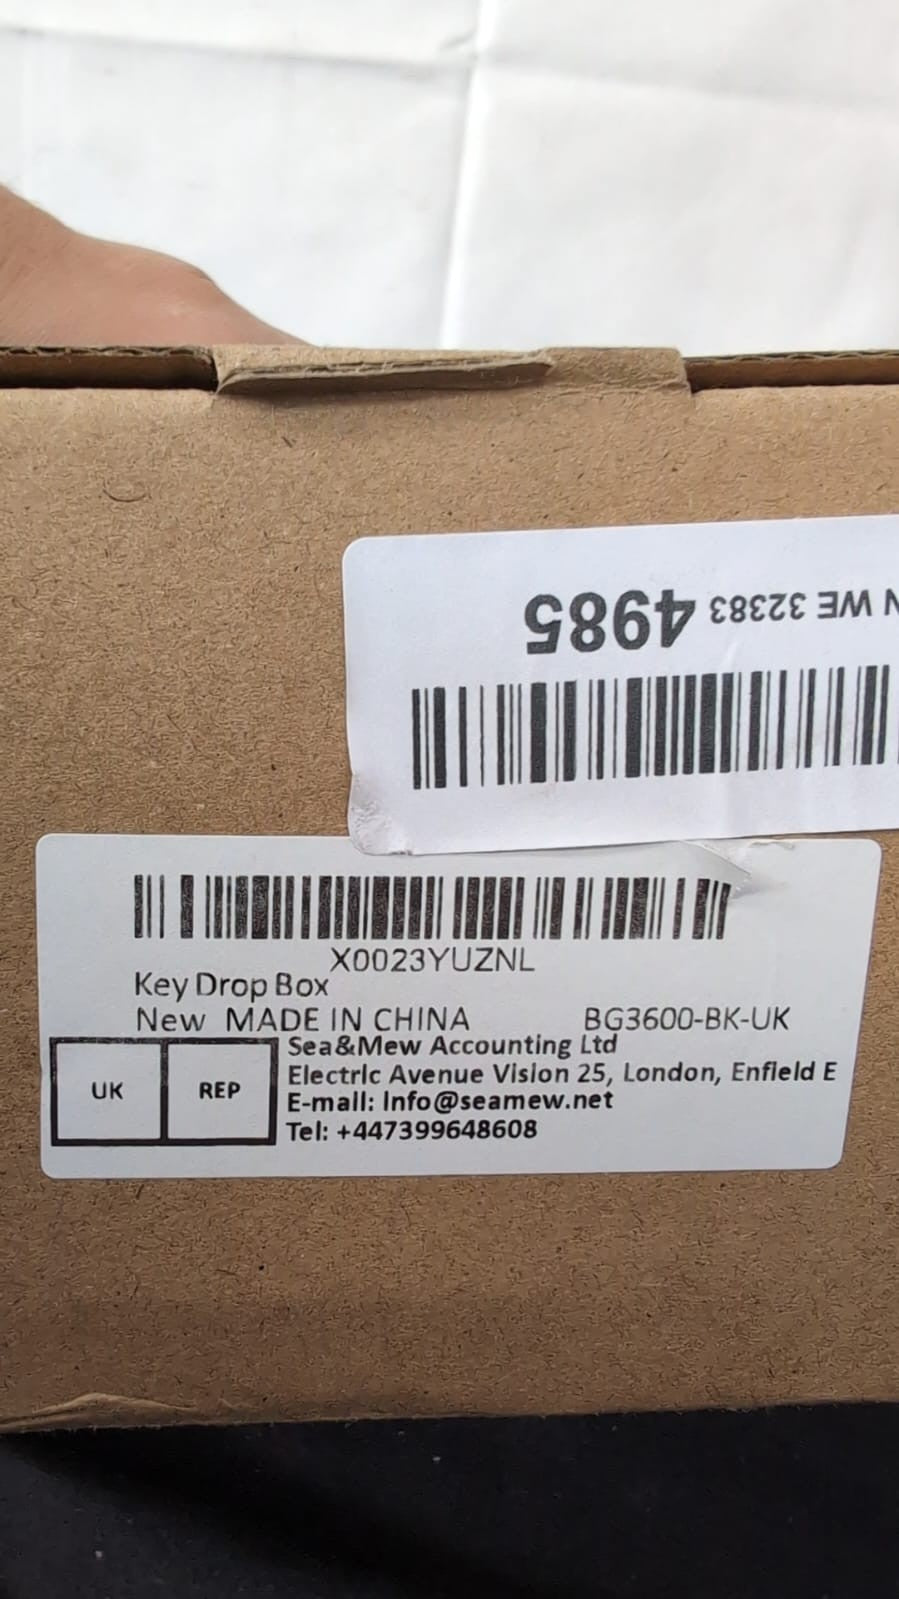 N WE 32383 4985
X0023YUZNL
Key Drop Box
New MADE IN CHINA BG3600-BK-UK
UK REP
Sea&Mew Accounting Ltd
Electric Avenue Vision 25, London, Enfield E
E-mail: Info@seamew.net
Tel: +447399648608